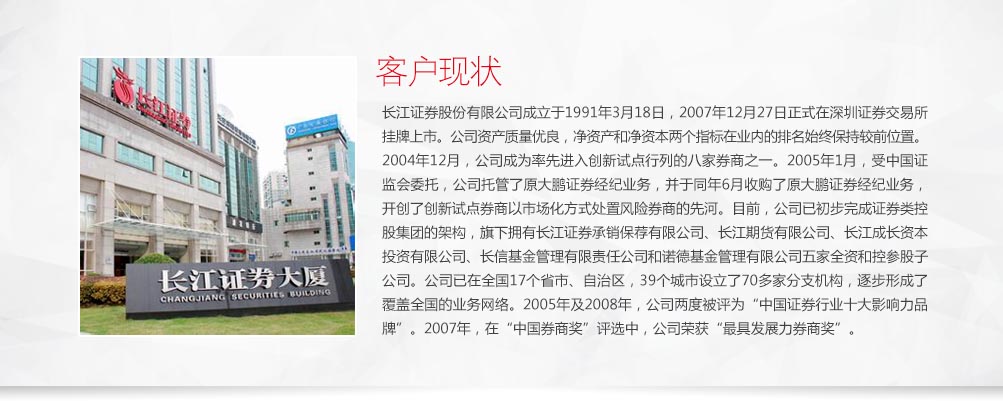 客户现状
长江证券股份有限公司成立于1991年3月18日，2007年12月27日正式在深圳证券交易所
挂牌上市。公司资产质量优良，净资产和净资本两个指标在业内的排名始终保持较前位置。
2004年12月，公司成为率先进入创新试点行列的八家券商之一。2005年1月，受中国证
监会委托，公司托管了原大鹏证券经纪业务，并于同年6月收购了原大鹏证券经纪业务，
开创了创新试点券商以市场化方式处置风险券商的先河。目前，公司已初步完成证券类控
股集团的架构，旗下拥有长江证券承销保荐有限公司、长江期货有限公司、长江成长资本
投资有限公司、长信基金管理有限责任公司和诺德基金管理有限公司五家全资和控参股子
公司。公司已在全国17个省市、自治区，39个城市设立了70多家分支机构，逐步形成了
覆盖全国的业务网络。2005年及2008年，公司两度被评为“中国证券行业十大影响力品
牌”。2007年，在“中国券商奖”评选中，公司荣获“最具发展力券商奖”。
长江证券
长江证券大厦
CHANGJIANG SECURITIES BUILDING